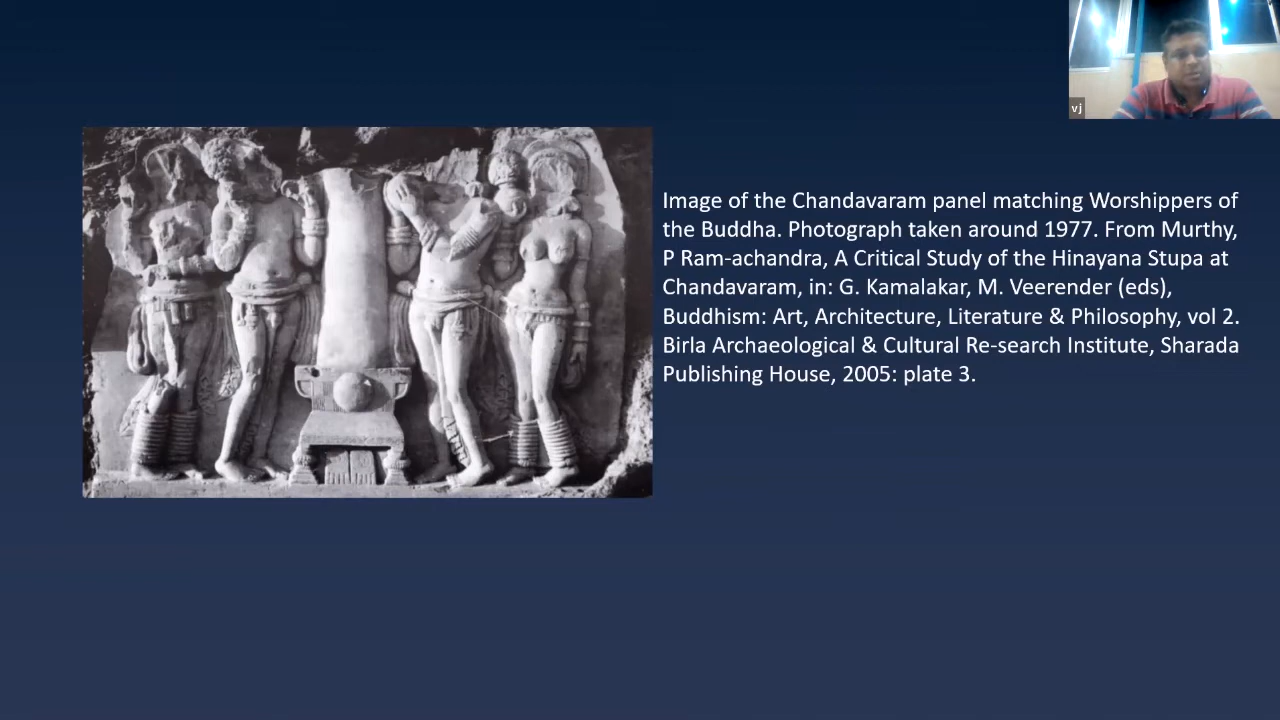 vj
Image of the Chandavaram panel matching Worshippers of
the Buddha. Photograph taken around 1977. From Murthy,
P Ram-achandra, A Critical Study of the Hinayana Stupa at
Chandavaram, in: G. Kamalakar, M. Veerender (eds),
Buddhism: Art, Architecture, Literature & Philosophy, vol 2.
Birla Archaeological & Cultural Re-search Institute, Sharada
Publishing House, 2005: plate 3.